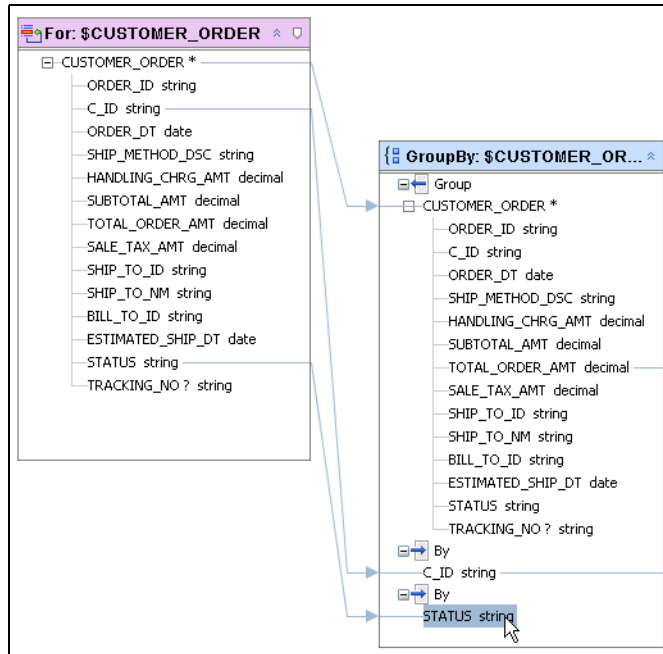 For: $CUSTOMER_ORDER
CUSTOMER_ORDER *
ORDER_ID string
C_ID string
ORDER_DT date
SHIP_METHOD_DSC string
HANDLING_CHRG_AMT decimal
SUBTOTAL_AMT decimal
TOTAL_ORDER_AMT decimal
SALE_TAX_AMT decimal
SHIP_TO_ID string
SHIP_TO_NM string
BILL_TO_ID string
ESTIMATED_SHIP_DT date
STATUS string
TRACKING_NO ? string
GroupBy: $CUSTOMER_OR...
Group
CUSTOMER_ORDER *
ORDER_ID string
C_ID string
ORDER_DT date
SHIP_METHOD_DSC string
HANDLING_CHRG_AMT decimal
SUBTOTAL_AMT decimal
TOTAL_ORDER_AMT decimal
SALE_TAX_AMT decimal
SHIP_TO_ID string
SHIP_TO_NM string
BILL_TO_ID string
ESTIMATED_SHIP_DT date
STATUS string
TRACKING_NO ? string
By
C_ID string
By
STATUS string